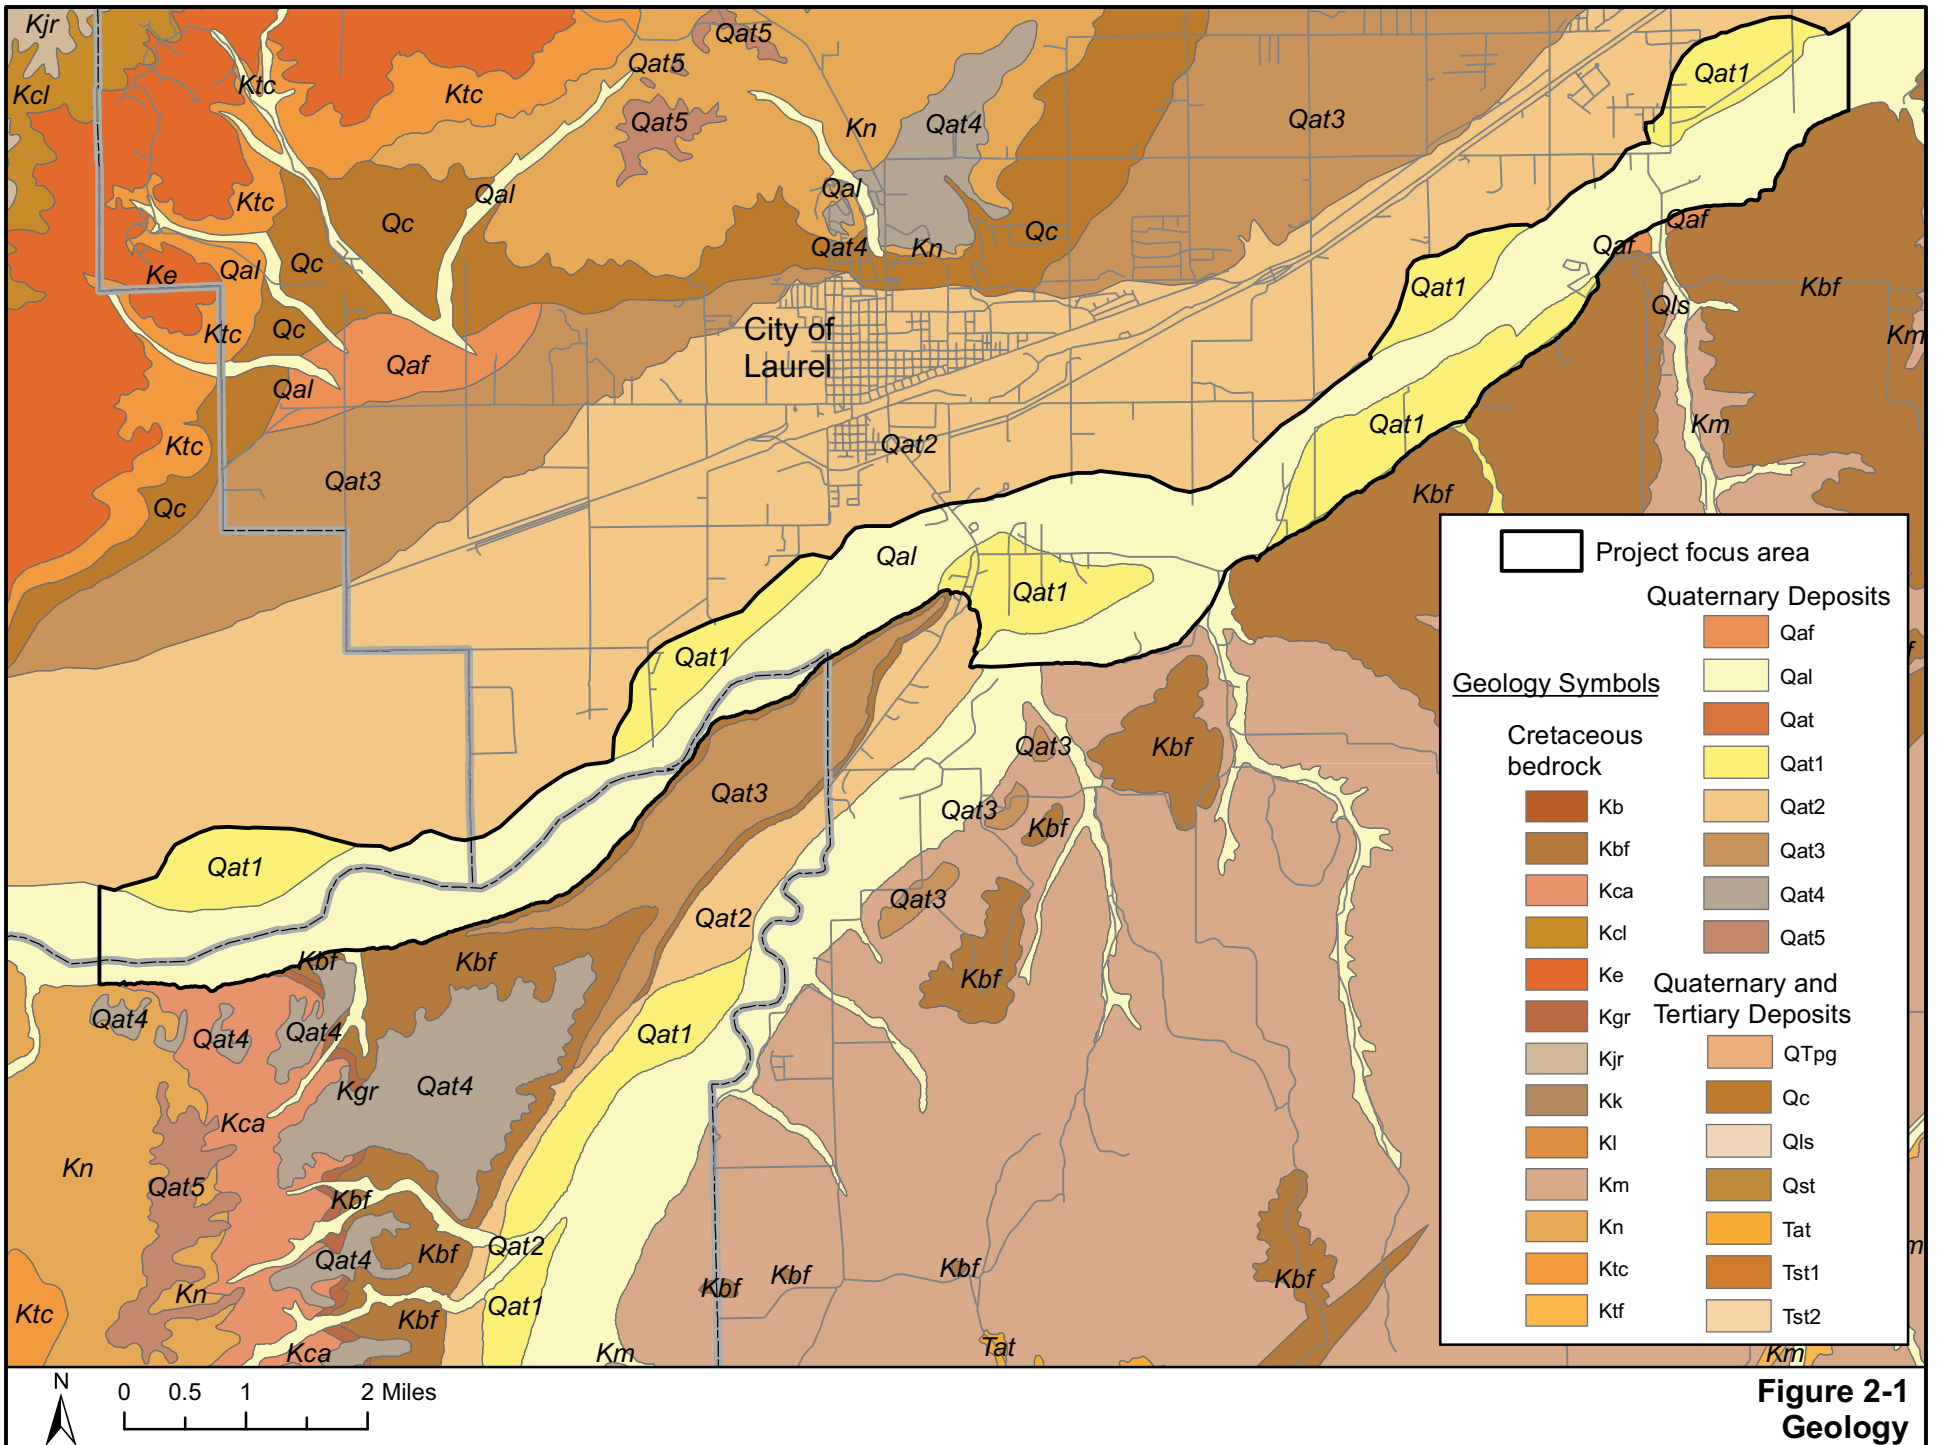 Kjr
Qat5
Qat5
Ktc
Ktc
Kcl
Qat1
Qat5
Kn
Qat4
Qat3
Qal
Qal
Ktc
Qc
Qaf
Qat4
Kn
Qc
Qaf
Ke
Qal
Qc
Qat1
Kbf
Qls
Ktc
Qc
City of
Laurel
Km
Qaf
Qal
Qat1
Km
Ktc
Qat2
Qat3
Kbf
Qc
Qal
Qat1
Qat1
Qat3
Kbf
Qat3
Qat3
Kbf
Qat1
Qat3
Qat2
Kbf
Kbf
Kbf
Qat4
Qat4
Qat4
Qat1
Kgr
Qat4
Kca
Kn
Qat5
Kbf
Qat2
Qat4
Kbf
Kbf
Kbf
Kbf
Kbf
Kn
Qat1
Ktc
Kbf
Kca
Km
Tat
Km
f
m
Project focus area
Geology Symbols
Cretaceous
bedrock
Kb
Kbf
Kca
Kcl
Ke
Kgr
Kjr
Kk
Kl
Km
Kn
Ktc
Ktf
Quaternary Deposits
Qaf
Qal
Qat
Qat1
Qat2
Qat3
Qat4
Qat5
Quaternary and
Tertiary Deposits
QTpg
Qc
Qls
Qst
Tat
Tst1
Tst2
N
0 0.5 1 2 Miles
Figure 2-1
Geology